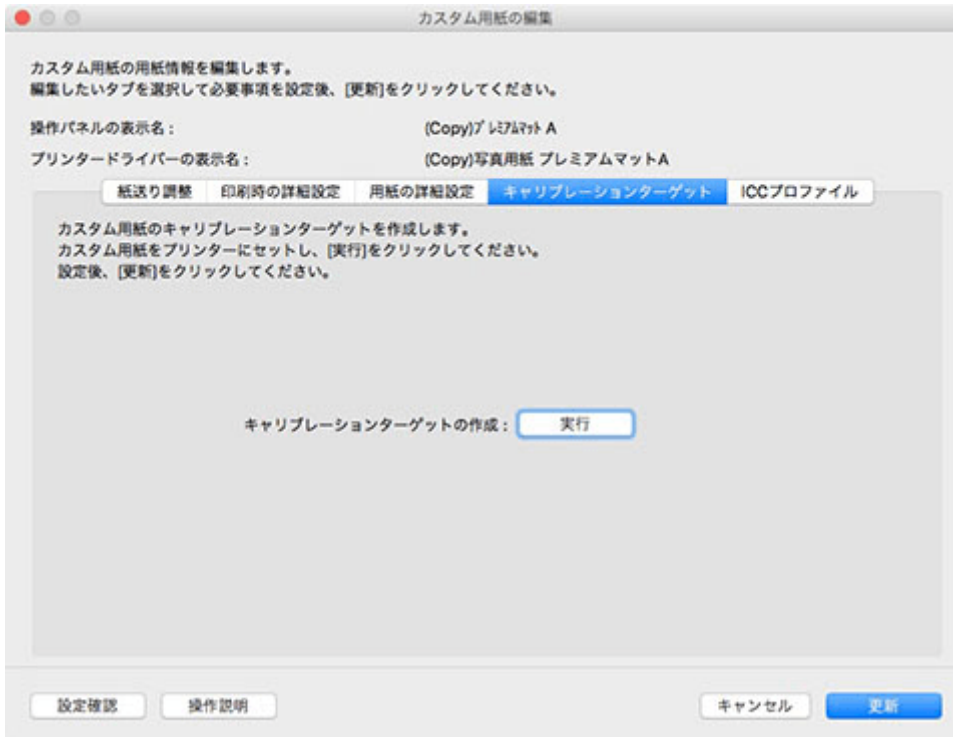 カスタム用紙の編集
カスタム用紙の用紙情報を編集します。
編集したいタブを選択して必要事項を設定後、[更新]をクリックしてください。
操作パネルの表示名： (Copy)ﾌﾟﾚﾐｱﾑﾏｯﾄ A
プリンタードライバーの表示名： (Copy)写真用紙 プレミアムマットA
紙送り調整 印刷時の詳細設定 用紙の詳細設定 キャリブレーションターゲット ICCプロファイル
カスタム用紙のキャリブレーションターゲットを作成します。
カスタム用紙をプリンターにセットし、[実行]をクリックしてください。
設定後、[更新]をクリックしてください。
キャリブレーションターゲットの作成： 実行
設定確認 操作説明 キャンセル 更新